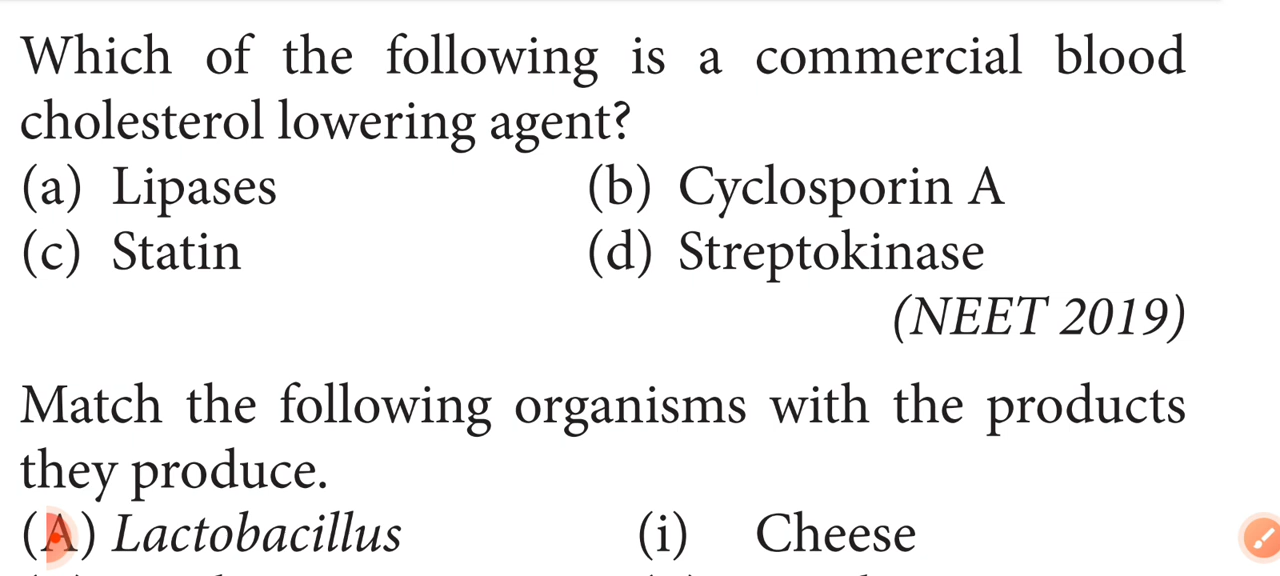 Which of the following is a commercial blood
cholesterol lowering agent?
(a) Lipases (b) Cyclosporin A
(c) Statin (d) Streptokinase
(NEET 2019)
Match the following organisms with the products
they produce.
(A) Lactobacillus (i) Cheese